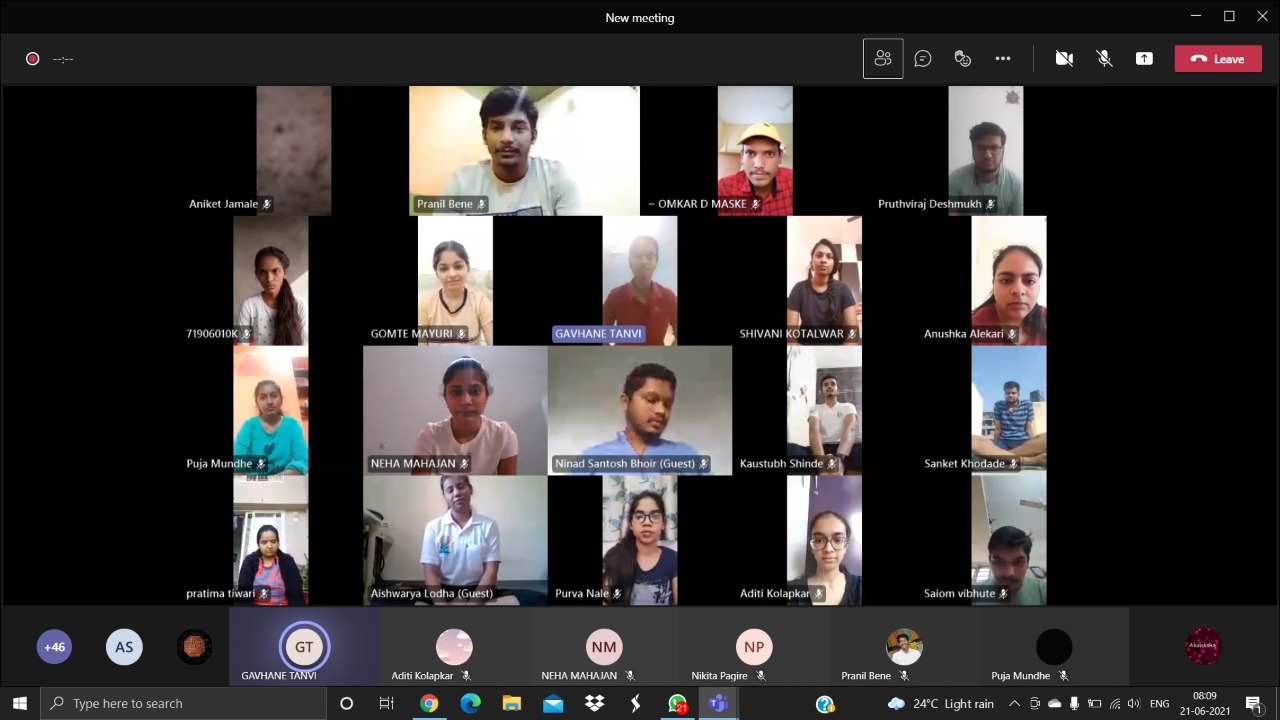 New meeting
--:--
Leave
Aniket Jamale
Pranil Bene
~ OMKAR D MASKE
Pruthviraj Deshmukh
71906010K
GOMTE MAYURI
GAVHANE TANVI
SHIVANI KOTALWAR
Anushka Alekari
Puja Mundhe
NEHA MAHAJAN
Ninad Santosh Bhoir (Guest)
Kaustubh Shinde
Sanket Khodade
pratima tiwari
Aishwarya Lodha (Guest)
Purva Nale
Aditi Kolapkar
Saiom vibhute
+46
AS
GT
NM
NP
GAVHANE TANVI
Aditi Kolapkar
NEHA MAHAJAN
Nikita Pagire
Pranil Bene
Puja Mundhe
Type here to search
21
24°C Light rain
ENG
08:09
21-06-2021
1